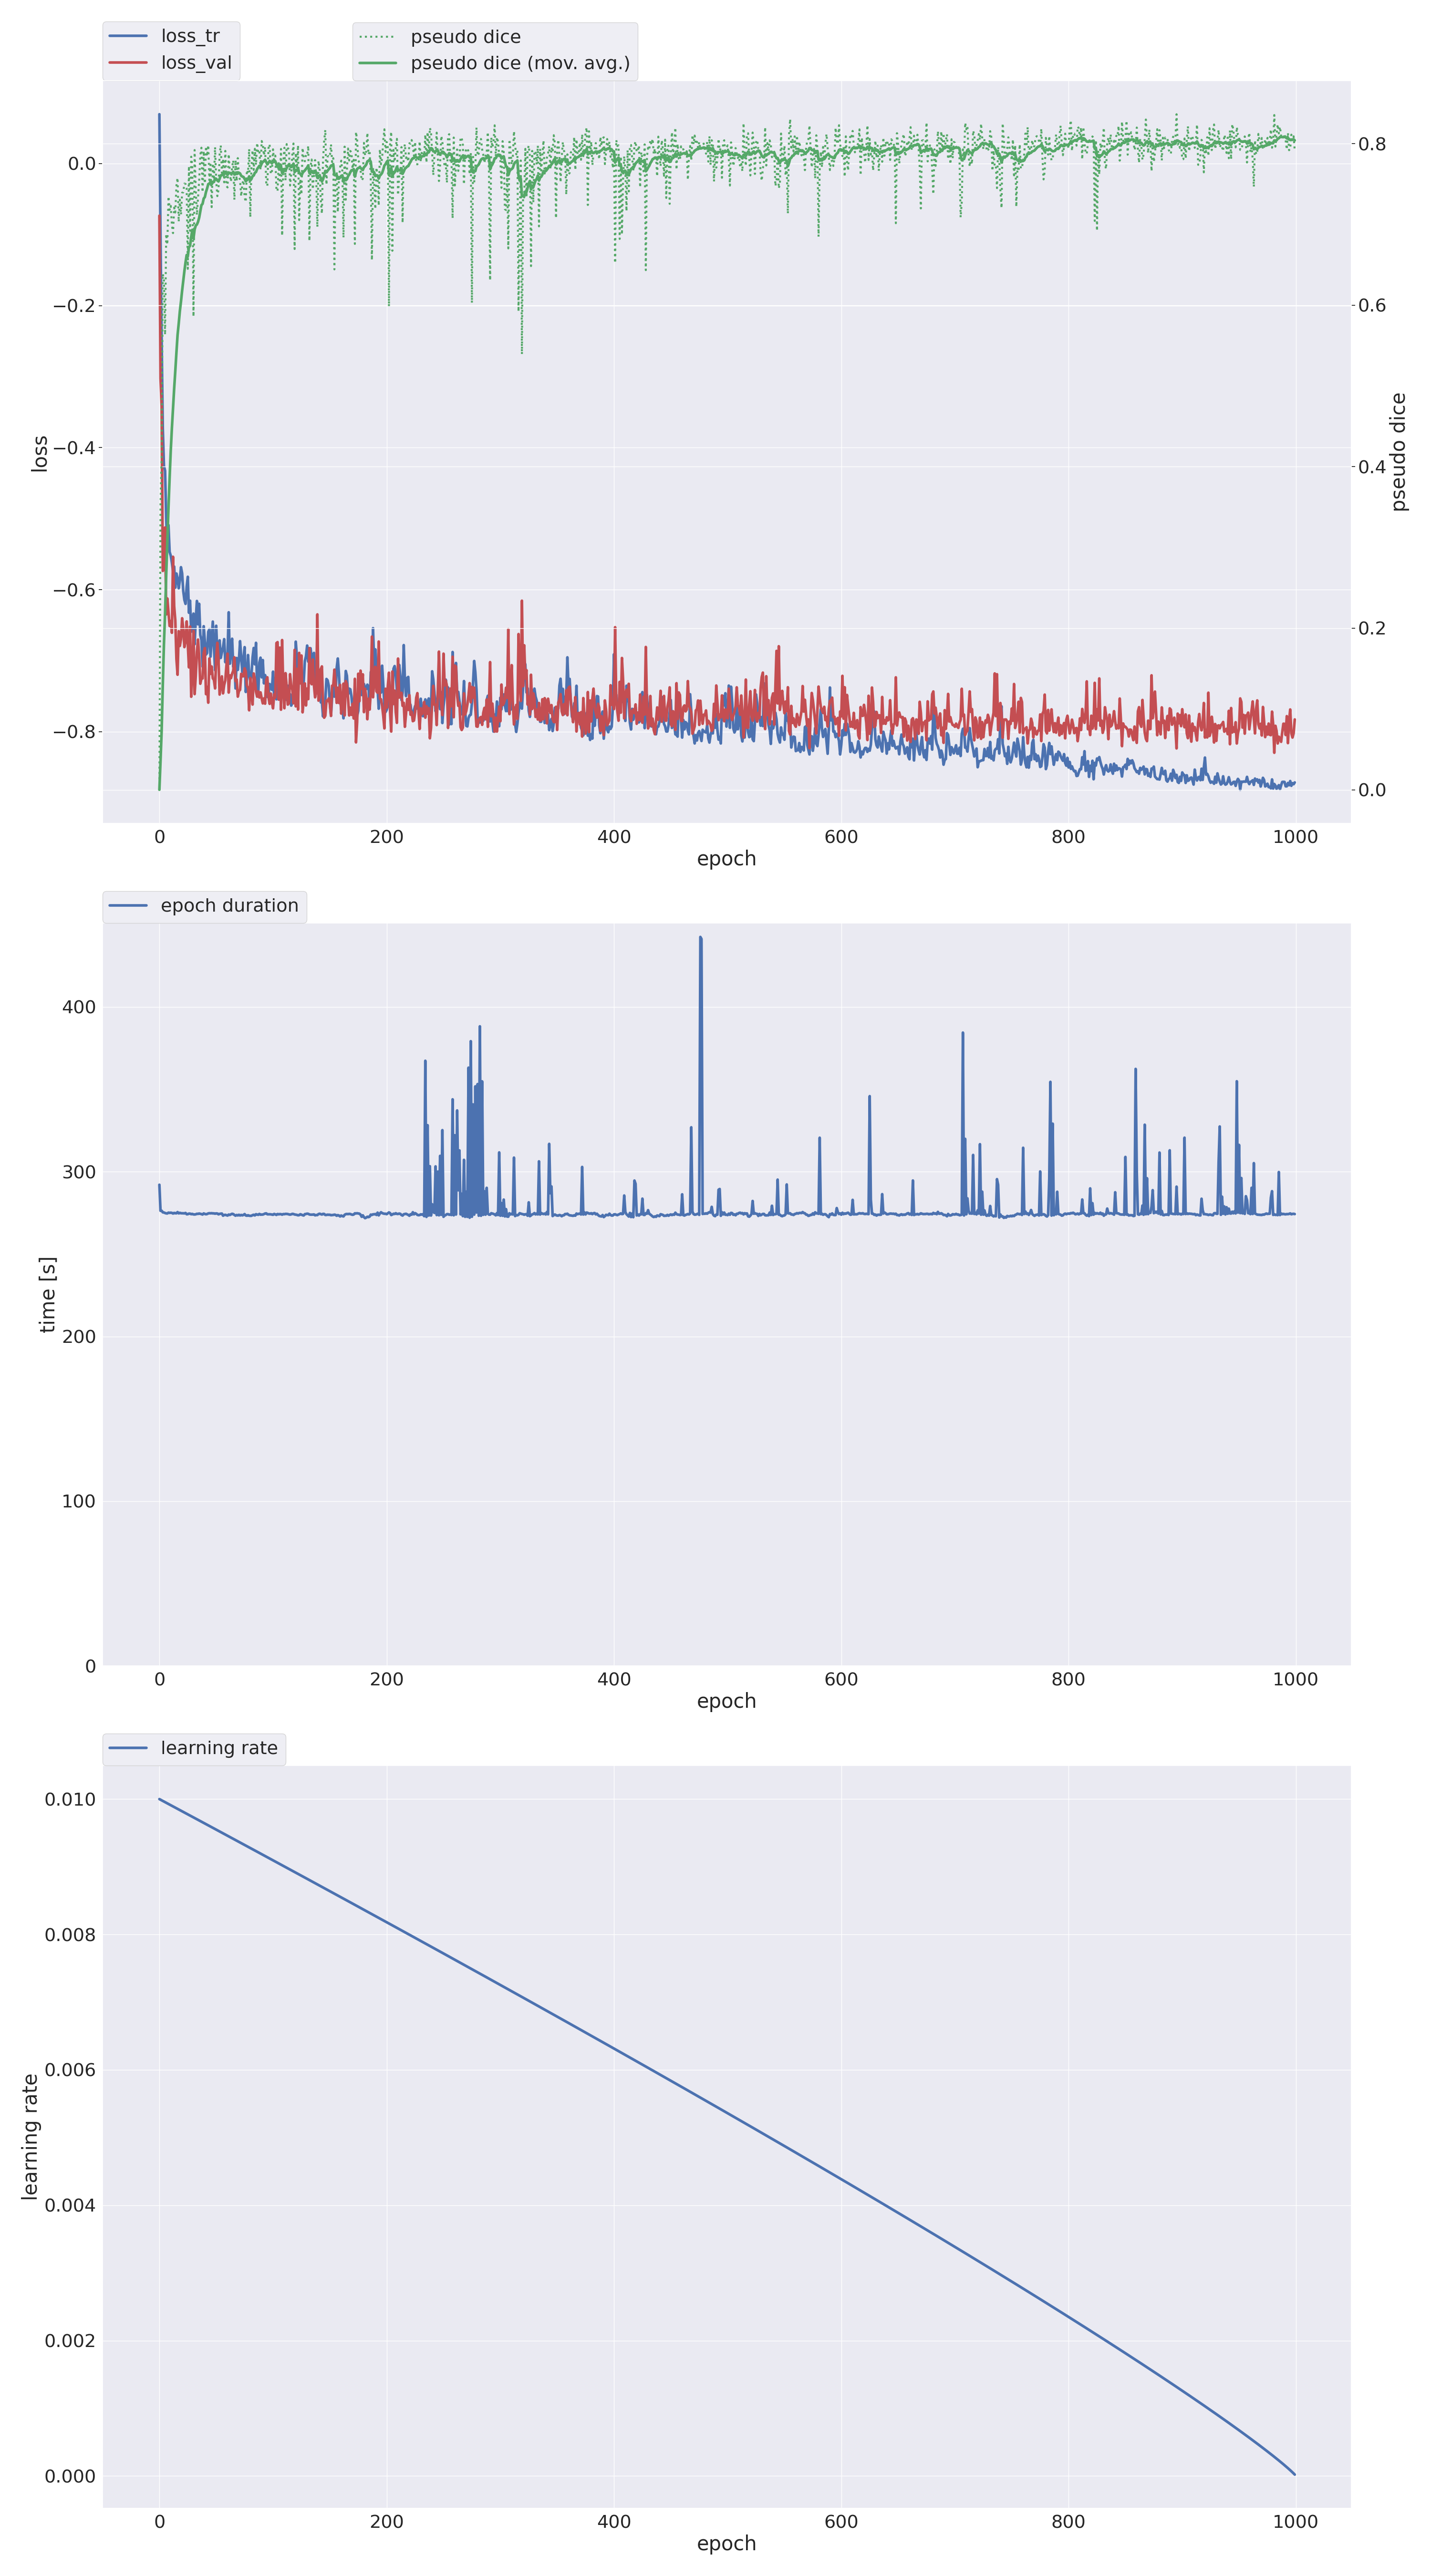 loss_tr
loss_val
pseudo dice
pseudo dice (mov. avg.)
0.0
−0.2
−0.4
−0.6
−0.8
loss
0.8
0.6
0.4
0.2
0.0
pseudo dice
0 200 400 600 800 1000
epoch
epoch duration
400
300
200
100
0
time [s]
0 200 400 600 800 1000
epoch
learning rate
0.010
0.008
0.006
0.004
0.002
0.000
learning rate
0 200 400 600 800 1000
epoch